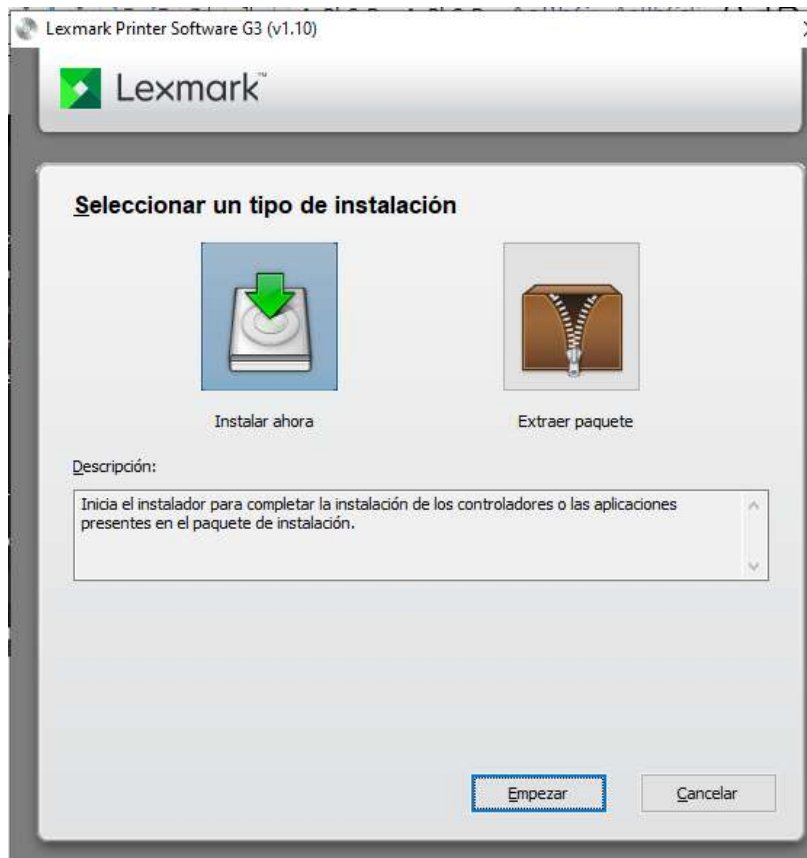 Lexmark Printer Software G3 (v1.10)
Lexmark™
Seleccionar un tipo de instalación
Instalar ahora
Extraer paquete
Descripción:
Inicia el instalador para completar la instalación de los controladores o las aplicaciones
presentes en el paquete de instalación.
Empezar
Cancelar